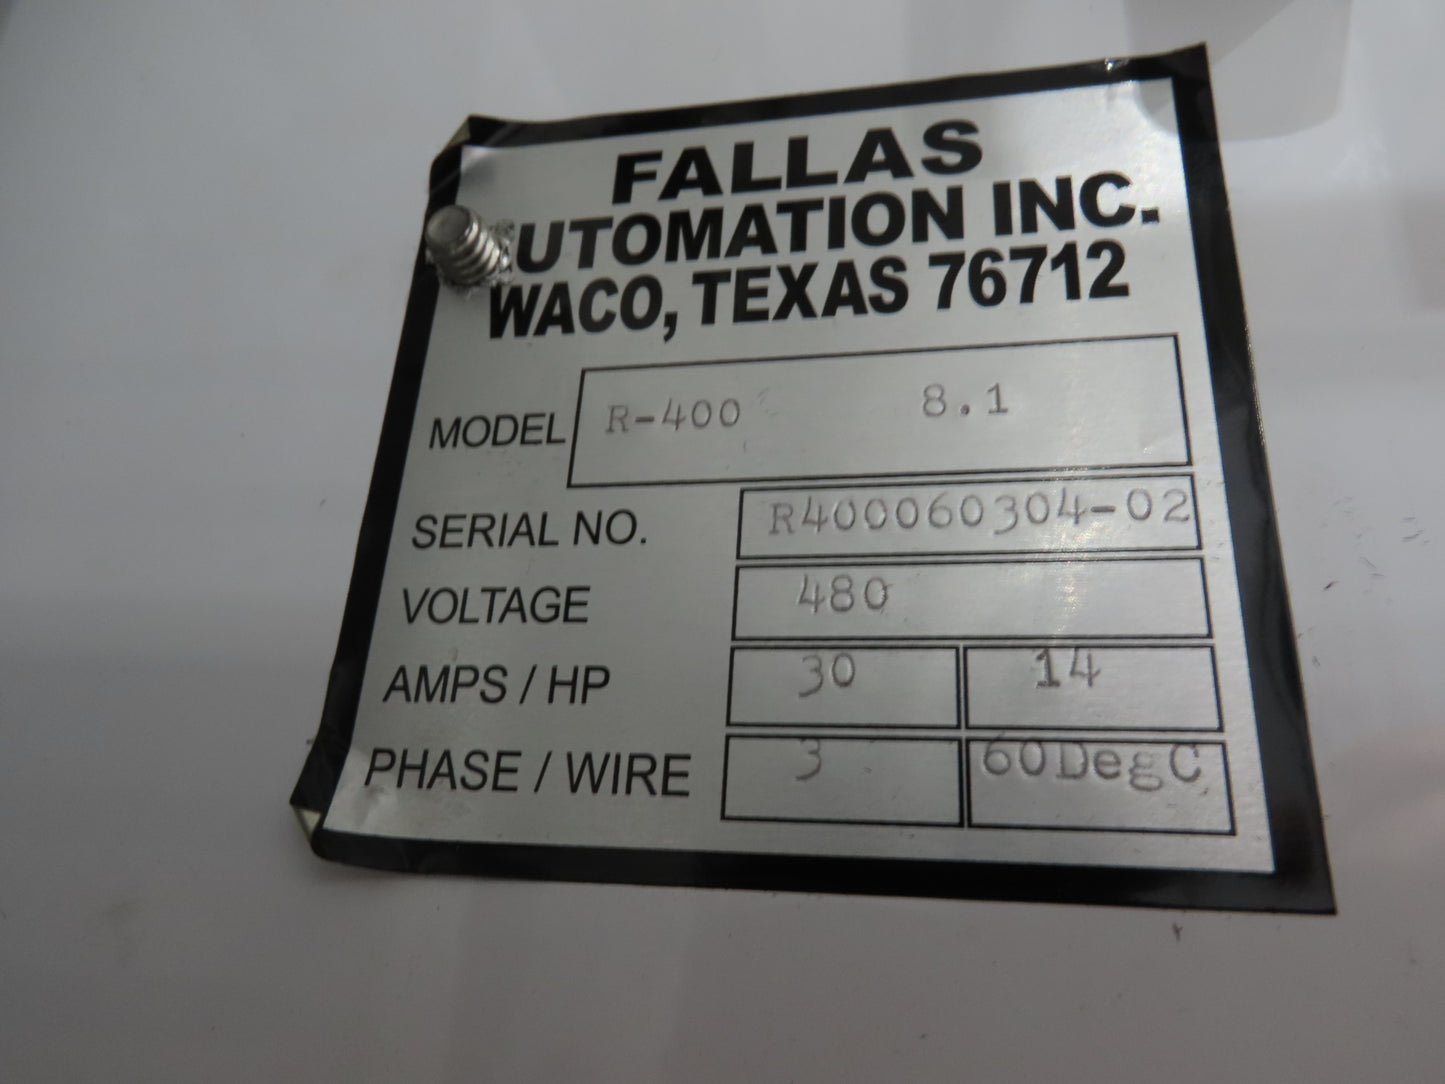 FALLAS
AUTOMATION INC.
WACO, TEXAS 76712
MODEL R-400 8.1
SERIAL NO. R400060304-02
VOLTAGE 480
AMPS / HP 30 14
PHASE / WIRE 3 60DegC